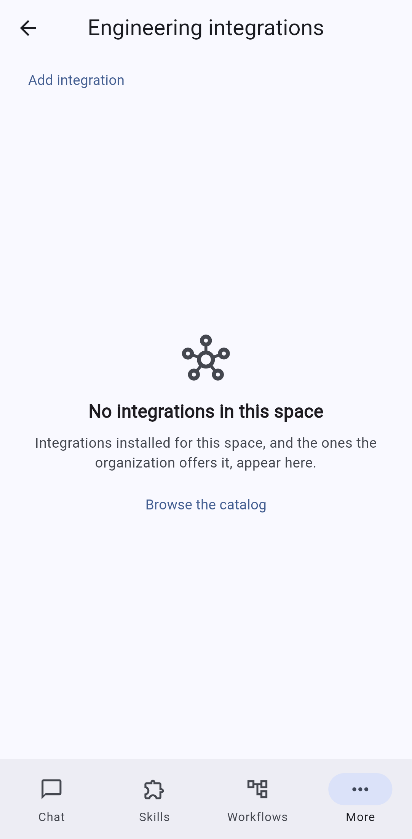 Engineering integrations
Add integration
No integrations in this space
Integrations installed for this space, and the ones the
organization offers it, appear here.
Browse the catalog
Chat
Skills
Workflows
More